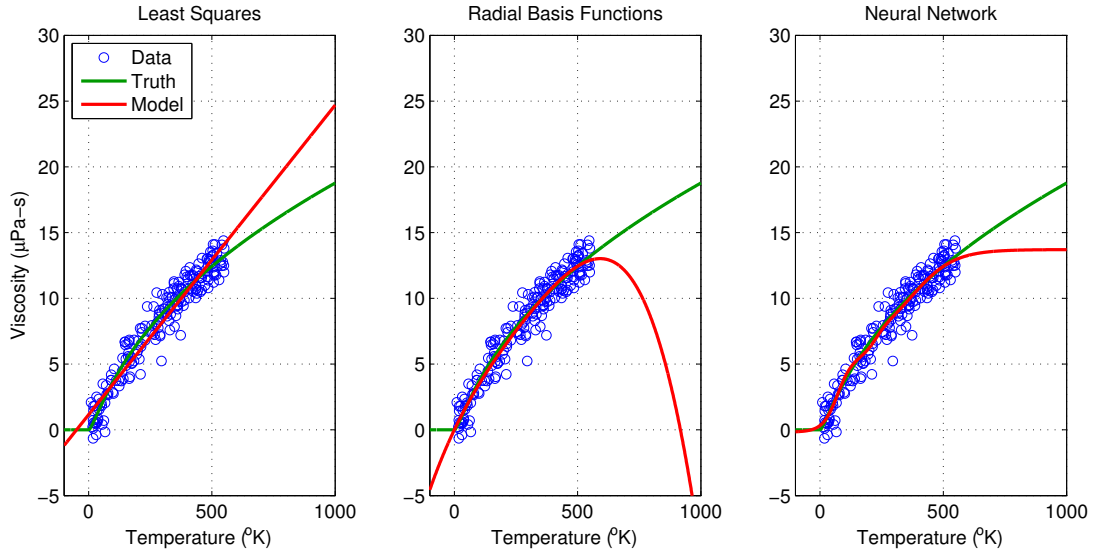 Least Squares
Radial Basis Functions
Neural Network
Viscosity (μPa−s)
30
25
20
15
10
5
0
−5
Data
Truth
Model
0 500 1000
Temperature (°K)
30
25
20
15
10
5
0
−5
0 500 1000
Temperature (°K)
30
25
20
15
10
5
0
−5
0 500 1000
Temperature (°K)